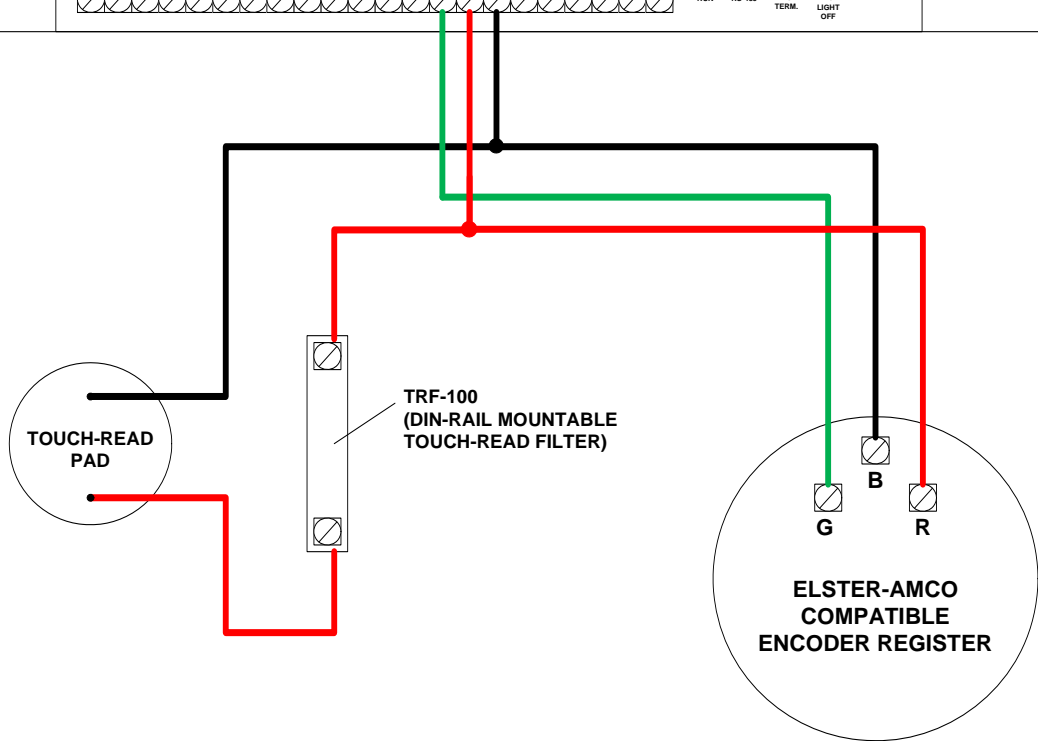 TERM.
LIGHT
OFF
TRF-100
(DIN-RAIL MOUNTABLE
TOUCH-READ FILTER)
TOUCH-READ
PAD
B
G
R
ELSTER-AMCO
COMPATIBLE
ENCODER REGISTER